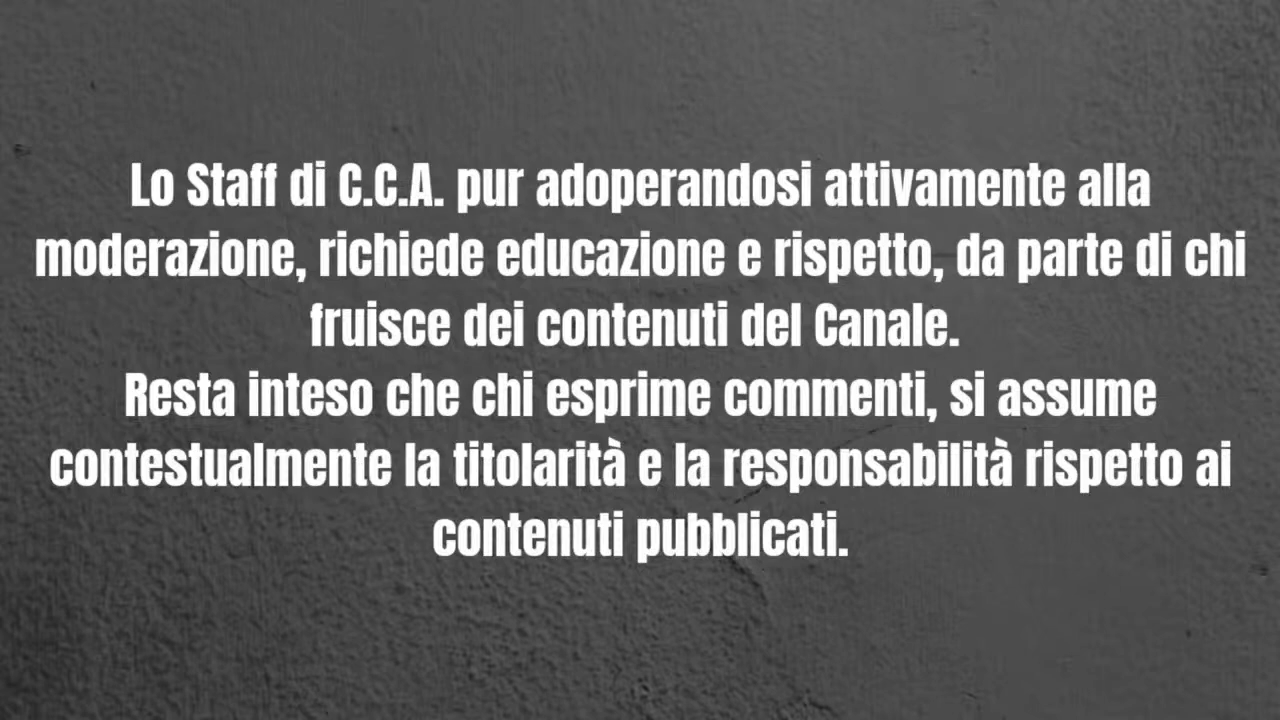 Lo Staff di C.C.A. pur adoperandosi attivamente alla
moderazione, richiede educazione e rispetto, da parte di chi
fruisce dei contenuti del Canale.
Resta inteso che chi esprime commenti, si assume
contestualmente la titolarità e la responsabilità rispetto ai
contenuti pubblicati.